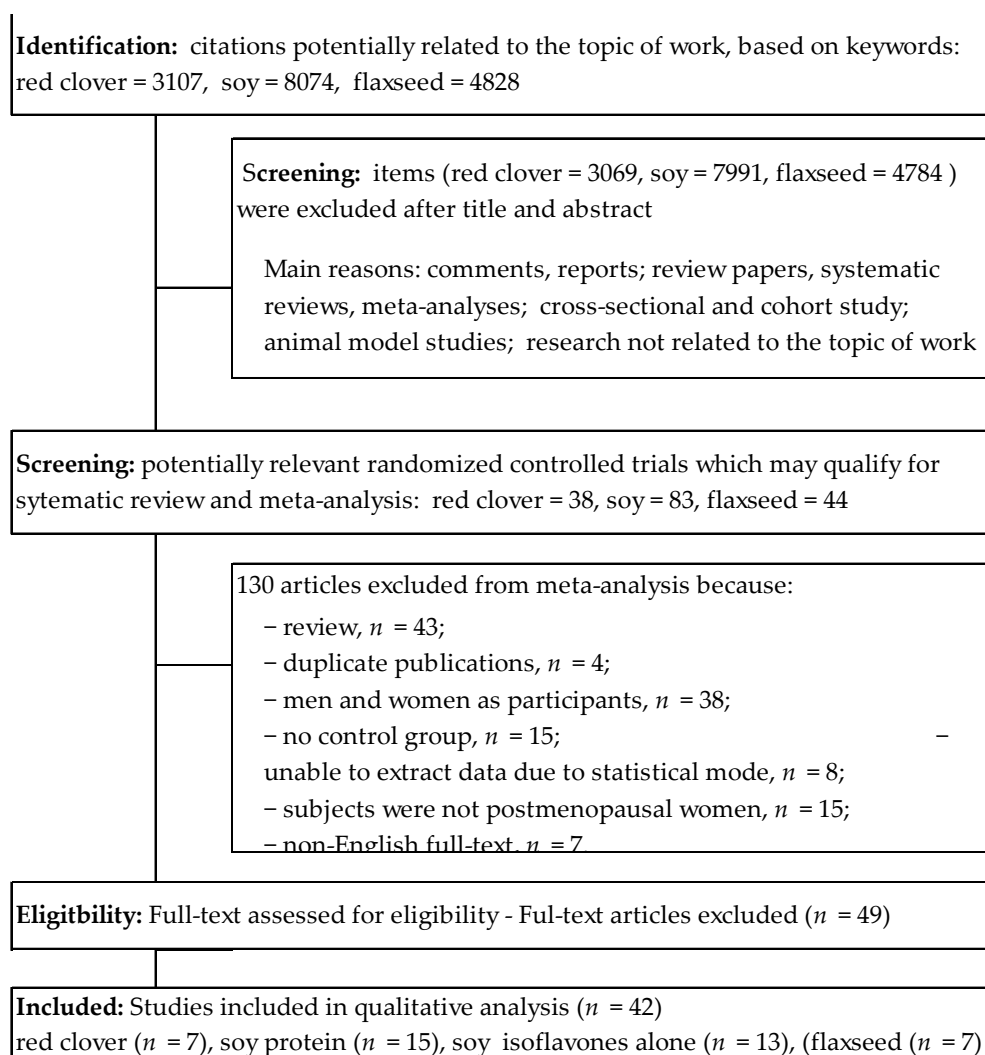 Identification: citations potentially related to the topic of work, based on keywords:
red clover = 3107, soy = 8074, flaxseed = 4828
Screening: items (red clover = 3069, soy = 7991, flaxseed = 4784 )
were excluded after title and abstract
Main reasons: comments, reports; review papers, systematic
reviews, meta-analyses; cross-sectional and cohort study;
animal model studies; research not related to the topic of work
Screening: potentially relevant randomized controlled trials which may qualify for
sytematic review and meta-analysis: red clover = 38, soy = 83, flaxseed = 44
130 articles excluded from meta-analysis because:
− review, n = 43;
− duplicate publications, n = 4;
− men and women as participants, n = 38;
− no control group, n = 15; −
unable to extract data due to statistical mode, n = 8;
− subjects were not postmenopausal women, n = 15;
− non-English full-text, n = 7
Eligitbility: Full-text assessed for eligibility - Ful-text articles excluded (n = 49)
Included: Studies included in qualitative analysis (n = 42)
red clover (n = 7), soy protein (n = 15), soy isoflavones alone (n = 13), (flaxseed (n = 7)